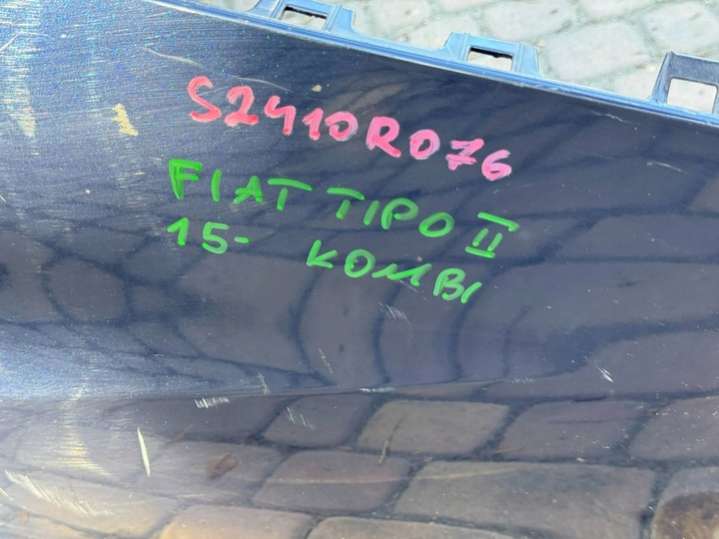 S2410R076
FIAT TIPO II
15- KOMBI